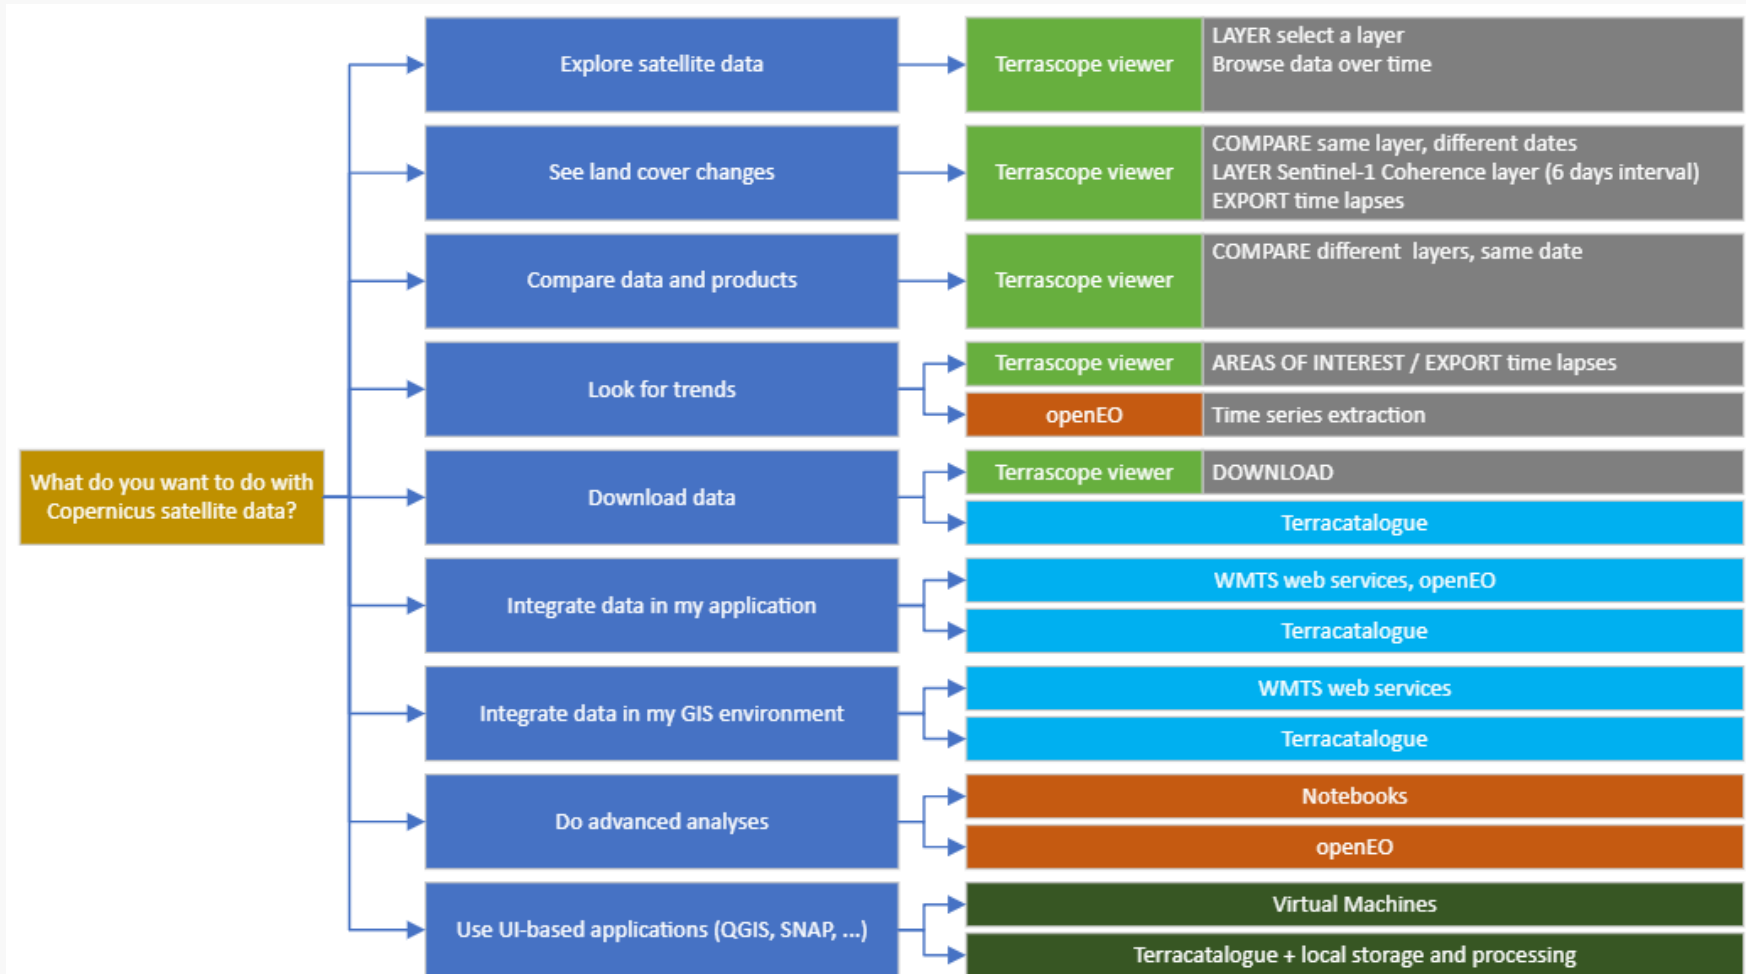 What do you want to do with
Copernicus satellite data?
Explore satellite data
Terrascope viewer
LAYER select a layer
Browse data over time
See land cover changes
Terrascope viewer
COMPARE same layer, different dates
LAYER Sentinel-1 Coherence layer (6 days interval)
EXPORT time lapses
Compare data and products
Terrascope viewer
COMPARE different layers, same date
Look for trends
Terrascope viewer
AREAS OF INTEREST / EXPORT time lapses
openEO
Time series extraction
Download data
Terrascope viewer
DOWNLOAD
Terracatalogue
Integrate data in my application
WMTS web services, openEO
Terracatalogue
Integrate data in my GIS environment
WMTS web services
Terracatalogue
Do advanced analyses
Notebooks
openEO
Use UI-based applications (QGIS, SNAP, ...)
Virtual Machines
Terracatalogue + local storage and processing